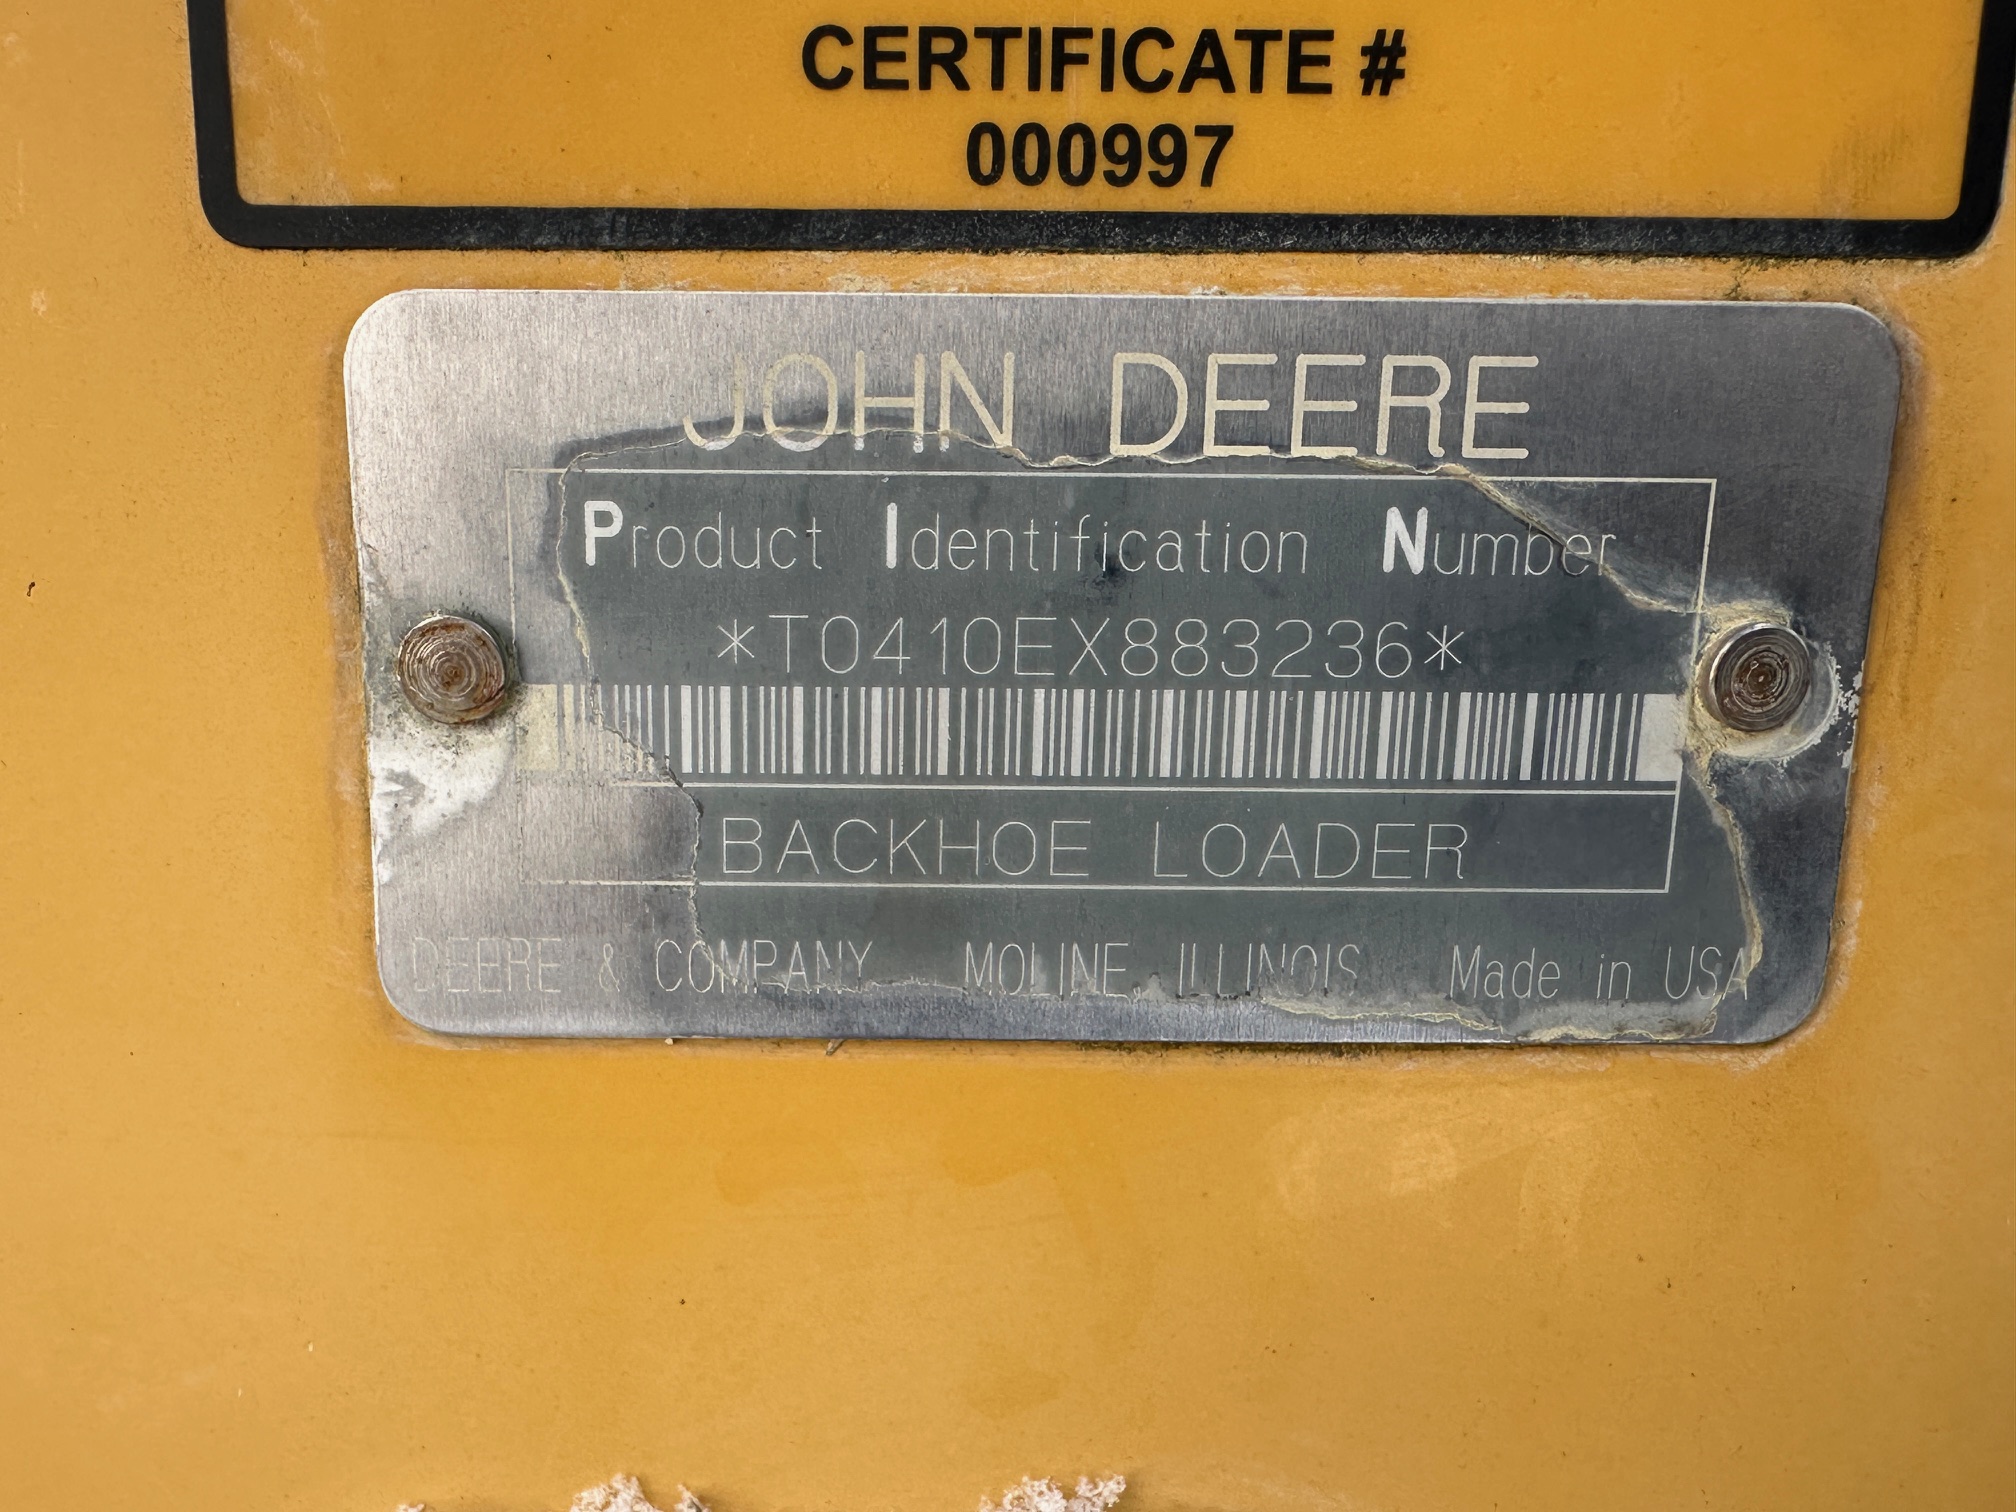 CERTIFICATE #
000997
JOHN DEERE
Product Identification Number
*T0410EX883236*
BACKHOE LOADER
DEERE & COMPANY MOLINE, ILLINOIS Made in USA